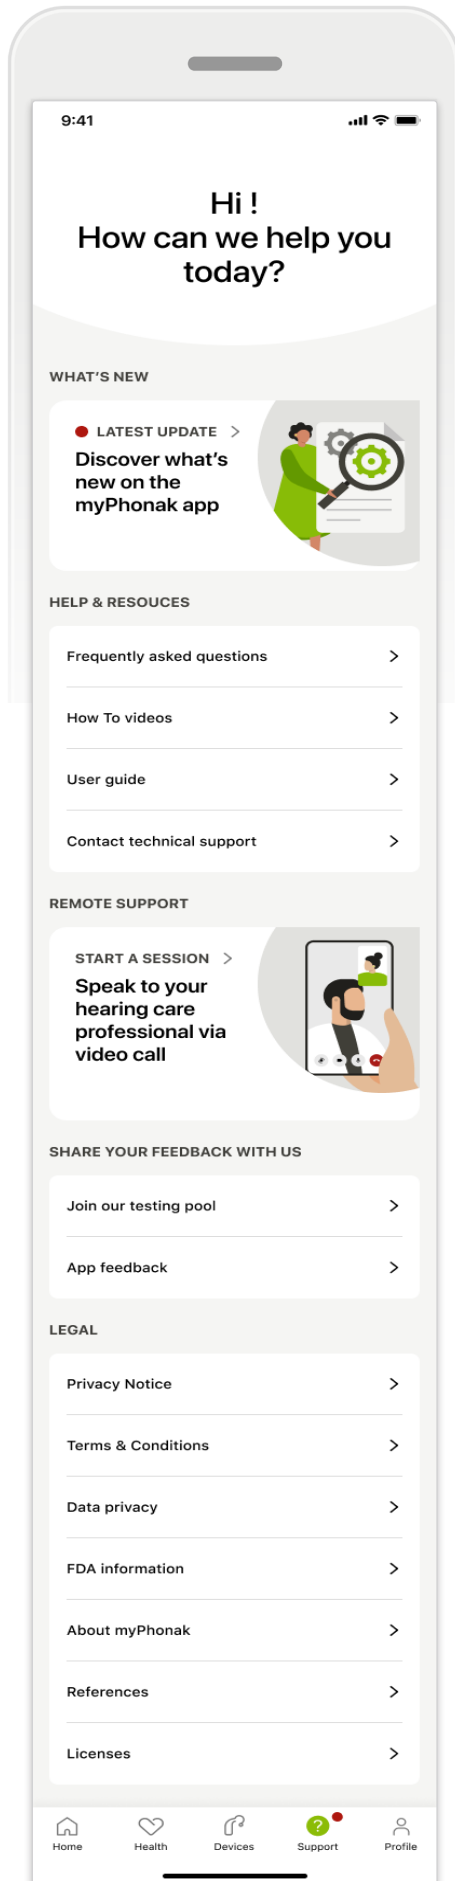 9:41
Hi !
How can we help you
today?
WHAT'S NEW
LATEST UPDATE
Discover what's
new on the
myPhonak app
HELP & RESOUCES
Frequently asked questions
How To videos
User guide
Contact technical support
REMOTE SUPPORT
START A SESSION
Speak to your
hearing care
professional via
video call
SHARE YOUR FEEDBACK WITH US
Join our testing pool
App feedback
LEGAL
Privacy Notice
Terms & Conditions
Data privacy
FDA information
About myPhonak
References
Licenses
?
Home Health Devices Support Profile